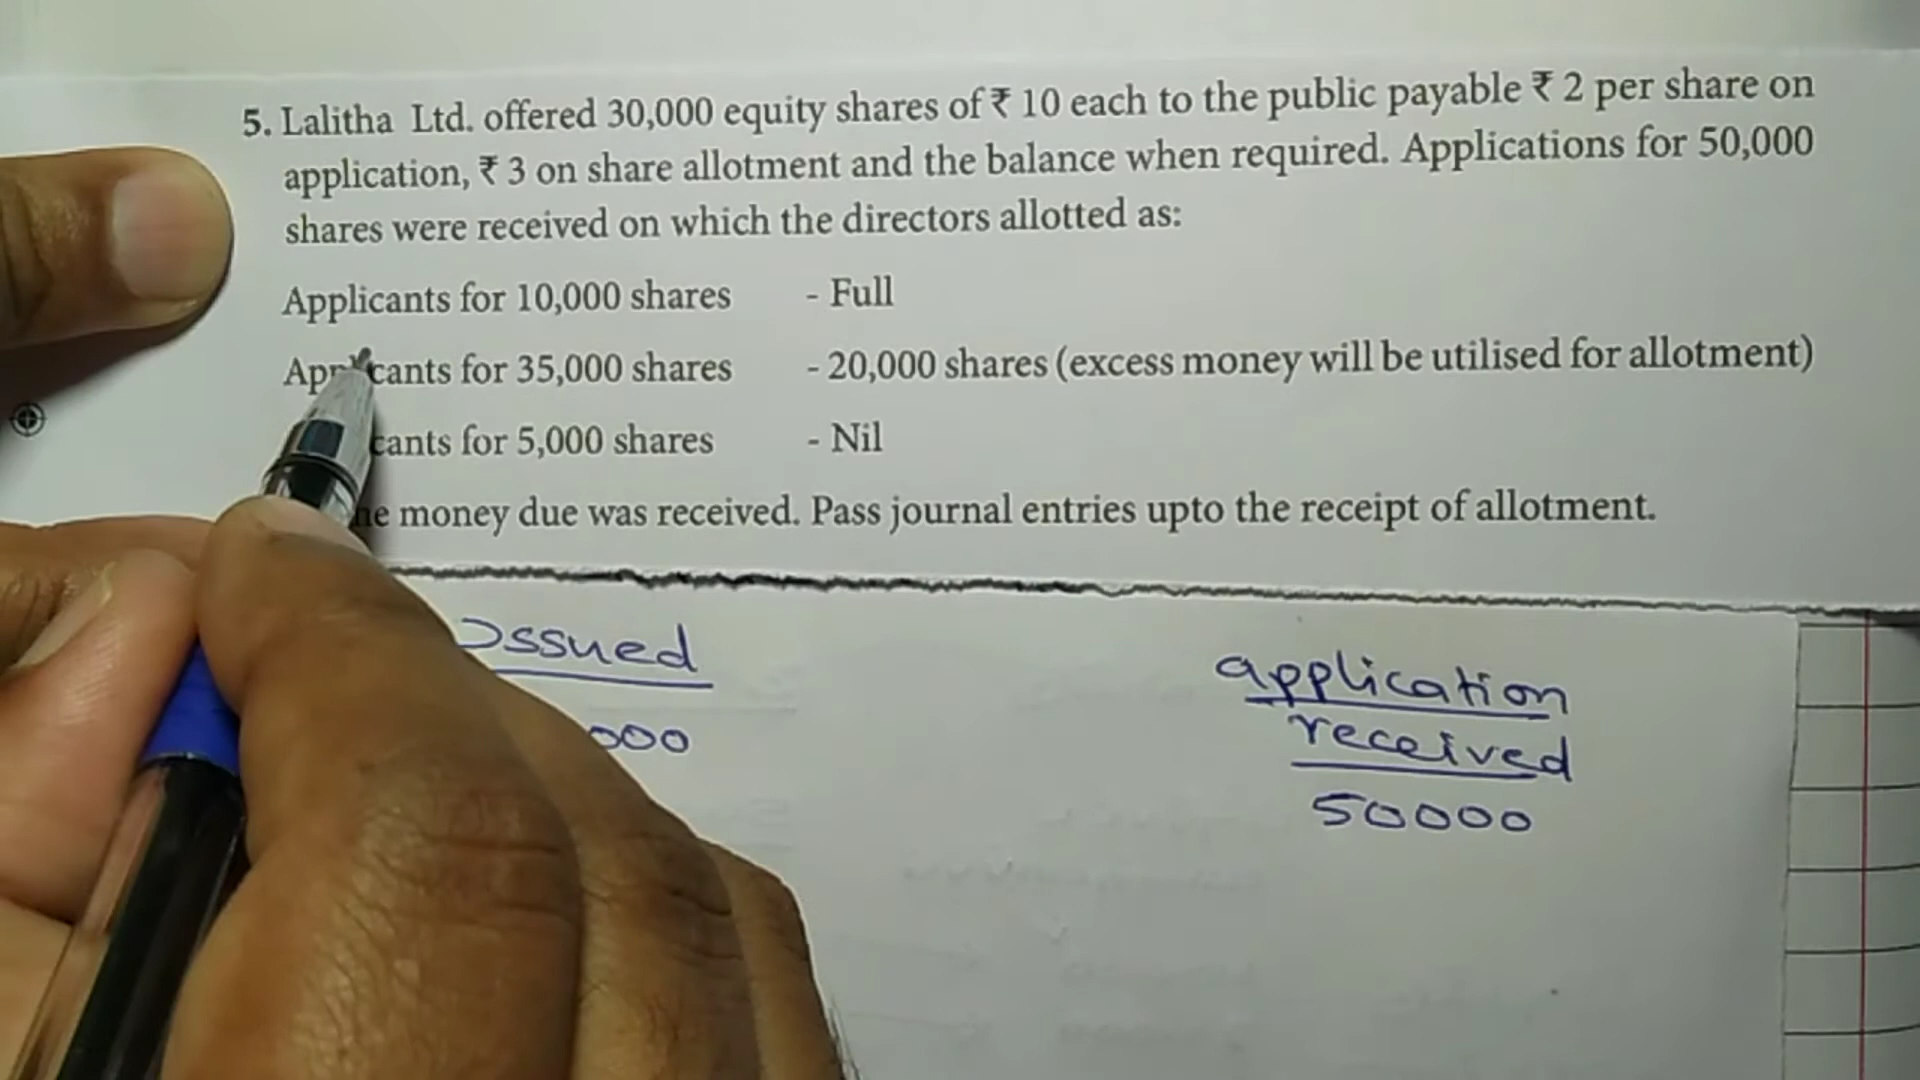 5. Lalitha Ltd. offered 30,000 equity shares of ₹ 10 each to the public payable ₹ 2 per share on
application, ₹ 3 on share allotment and the balance when required. Applications for 50,000
shares were received on which the directors allotted as:
Applicants for 10,000 shares - Full
for 35,000 shares - 20,000 shares (excess money will be utilised for allotment)
for 5,000 shares - Nil
money due was received. Pass journal entries upto the receipt of allotment.
Issued
application
received
50000